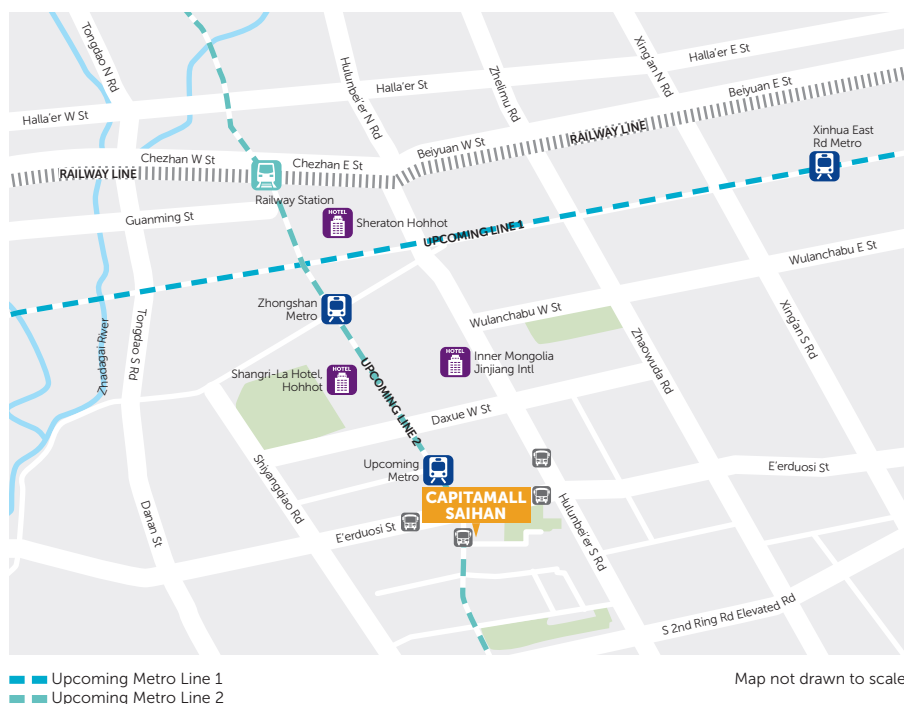 Tongdao N Rd
Hulunbei'er N Rd
Zhelimu Rd
Xing'an N Rd
Halla'er E St
Halla'er St
Halla'er W St
Beiyuan E St
Beiyuan W St
RAILWAY LINE
Xinhua East
Rd Metro
Chezhan W St
Chezhan E St
RAILWAY LINE
Railway Station
Guanming St
HOTEL
Sheraton Hohhot
UPCOMING LINE 1
Wulanchabu E St
Zhongshan
Metro
Wulanchabu W St
Zhadagai River
Tongdao S Rd
Zhaowuda Rd
Xing'an S Rd
HOTEL
Inner Mongolia
Jinjiang Intl
Shangri-La Hotel,
Hohhot
HOTEL
UPCOMING LINE 2
Daxue W St
Upcoming
Metro
Shiyangqiao Rd
E'erduosi St
CAPITAMALL
SAIHAN
Danan St
E'erduosi St
Hulunbei'er S Rd
S 2nd Ring Rd Elevated Rd
Upcoming Metro Line 1
Upcoming Metro Line 2
Map not drawn to scale